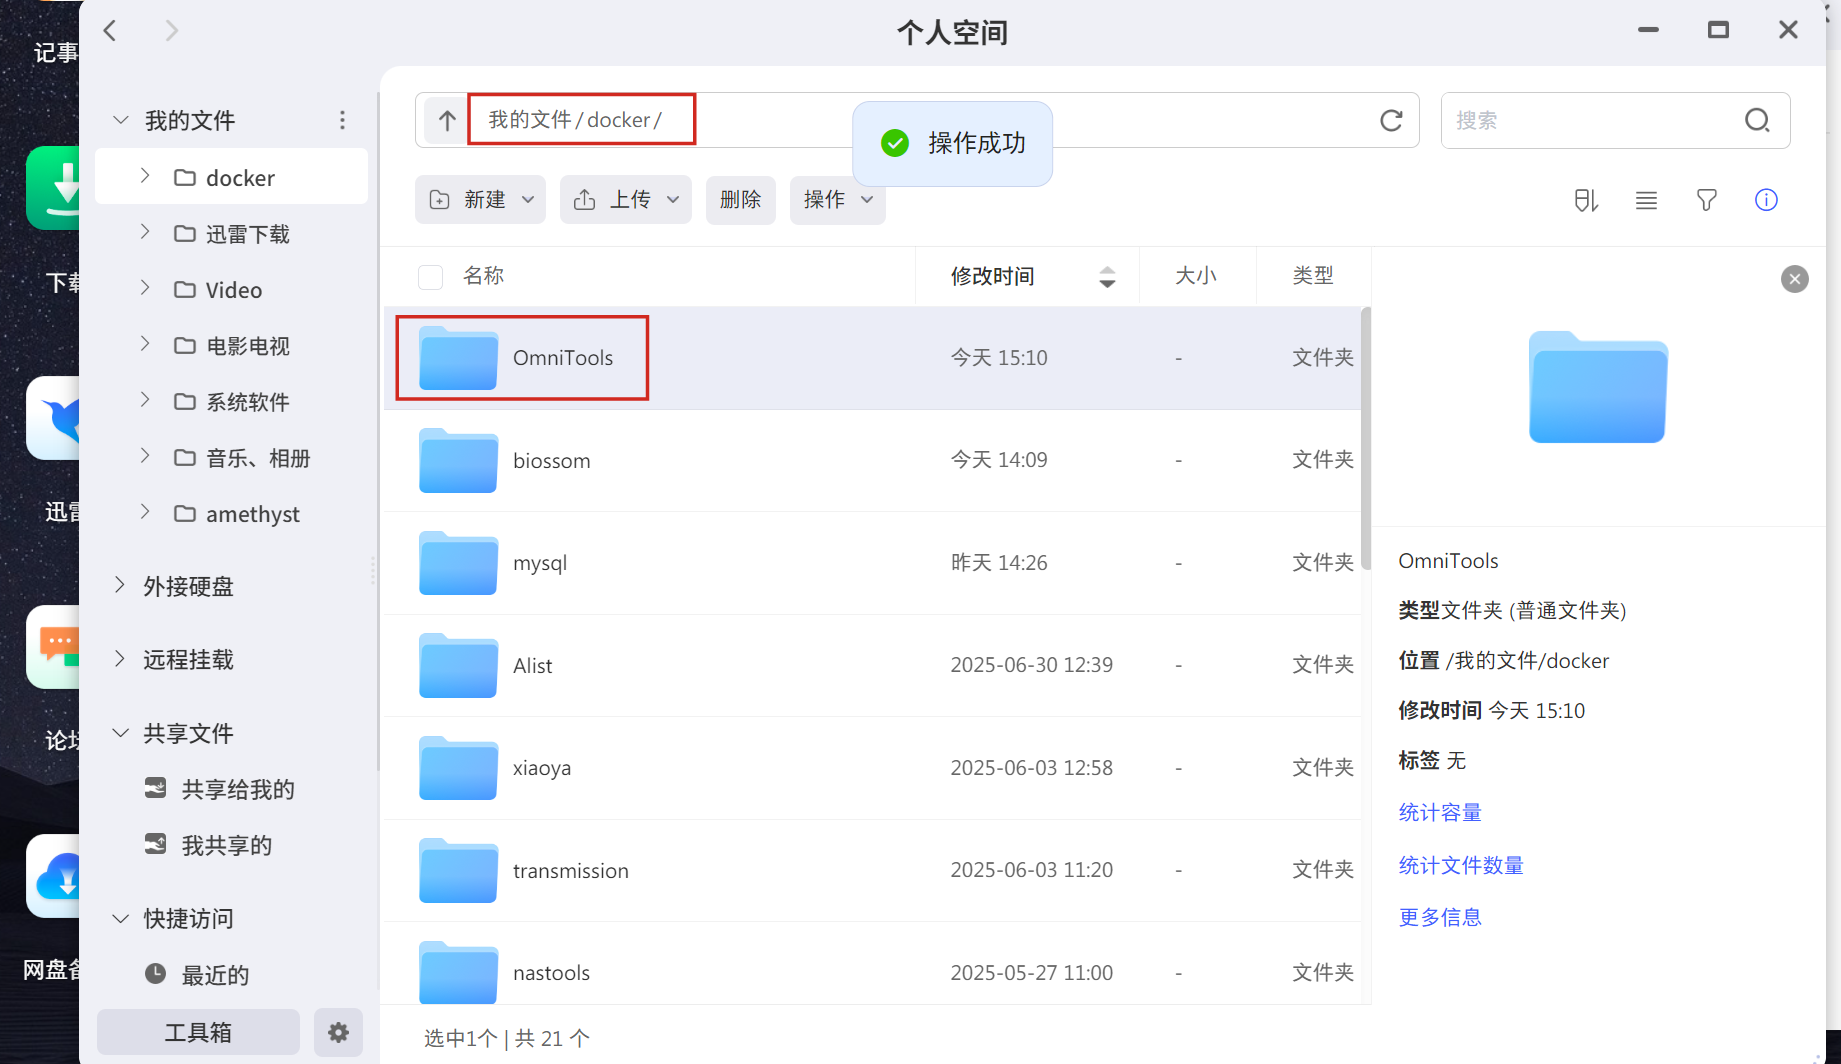 个人空间
记事
下载
迅雷
论坛
网盘备
我的文件
docker
迅雷下载
Video
电影电视
系统软件
音乐、相册
amethyst
外接硬盘
远程挂载
共享文件
共享给我的
我共享的
快捷访问
最近的
工具箱
我的文件/docker/
操作成功
搜索
新建 上传 删除 操作
名称 修改时间 大小 类型
OmniTools 今天 15:10 - 文件夹
biossom 今天 14:09 - 文件夹
mysql 昨天 14:26 - 文件夹
Alist 2025-06-30 12:39 - 文件夹
xiaoya 2025-06-03 12:58 - 文件夹
transmission 2025-06-03 11:20 - 文件夹
nastools 2025-05-27 11:00 - 文件夹
选中1个 | 共 21 个
OmniTools
类型文件夹 (普通文件夹)
位置 /我的文件/docker
修改时间 今天 15:10
标签 无
统计容量
统计文件数量
更多信息